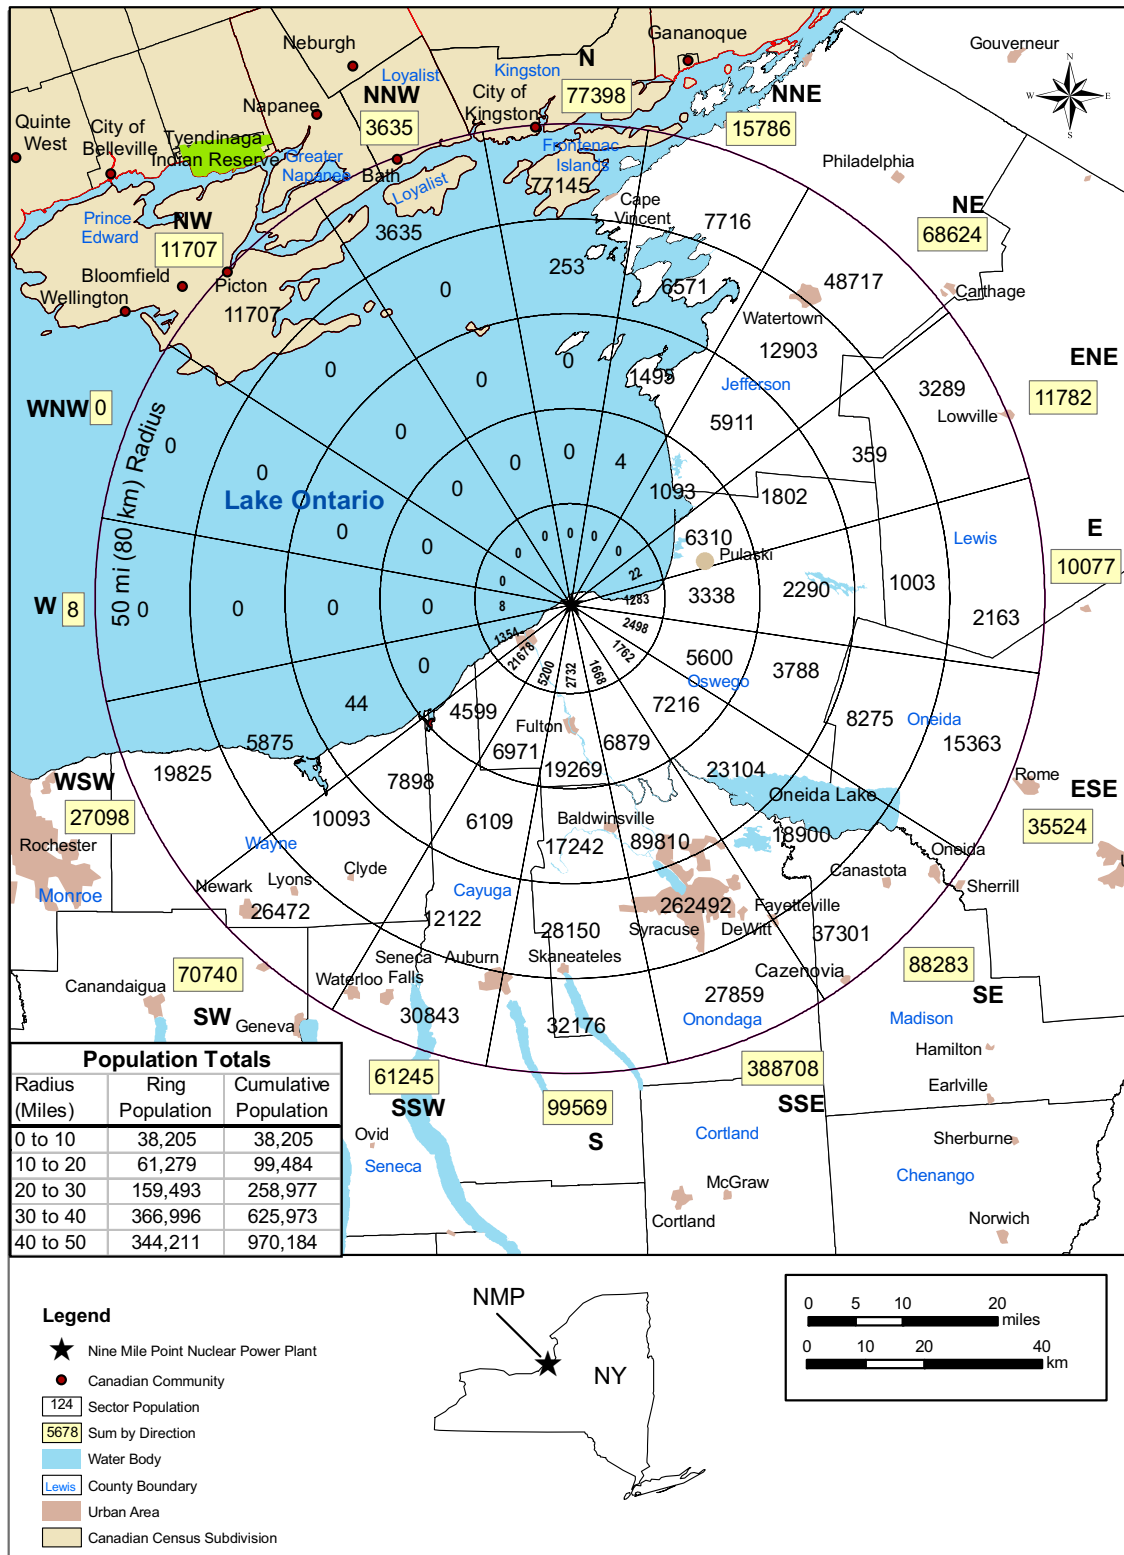 Neburgh
Gananoque
Gouverneur
Loyalist
Kingston
N
NNW
77398
NNE
City of
Kingston
N
W
E
S
Napanee
3635
15786
Quinte
West
City of
Belleville
Tyendinaga
Indian Reserve
Greater
Napanee
Bath
Frontenac
Islands
Philadelphia
77145
Loyalist
Cape
Vincent
NE
68624
Prince
Edward
NW
11707
3635
7716
Bloomfield
Wellington
Picton
11707
0
253
6571
48717
Carthage
Watertown
12903
ENE
11782
WNW
0
0
0
0
1495
Jefferson
3289
Lowville
50 mi (80 km) Radius
0
0
0
0
0
0
4
5911
359
Lake Ontario
0
1093
1802
6310
Pulaski
Lewis
E
10077
0
0
0
0
0
0
0
0
22
W
8
0
0
0
0
0
8
1283
3338
2290
1003
2163
1354
21678
5200
2732
1668
1762
2498
5600
Oswego
3788
0
44
5875
19825
4599
Fulton
6971
6879
7216
8275
Oneida
15363
WSW
27098
Rochester
Monroe
7898
19269
23104
Oneida Lake
Rome
ESE
35524
10093
Wayne
6109
Baldwinsville
17242
89810
18900
Oneida
Newark
Lyons
Clyde
26472
Cayuga
12122
262492
Canastota
Sherrill
Fayetteville
Syracuse
DeWitt
37301
28150
Skaneateles
70740
SW
Canandaigua
Geneva
Waterloo
Seneca
Falls
Auburn
Cazenovia
88283
SE
30843
32176
27859
Onondaga
Madison
Hamilton
Earlville
61245
SSW
99569
S
388708
SSE
Ovid
Seneca
Cortland
McGraw
Cortland
Sherburne
Chenango
Norwich
Population Totals
Radius (Miles) Ring Population Cumulative Population
0 to 10 38,205 38,205
10 to 20 61,279 99,484
20 to 30 159,493 258,977
30 to 40 366,996 625,973
40 to 50 344,211 970,184
Legend
Nine Mile Point Nuclear Power Plant
Canadian Community
124 Sector Population
5678 Sum by Direction
Water Body
Lewis County Boundary
Urban Area
Canadian Census Subdivision
NMP
NY
0 5 10 20
miles
0 10 20 40
km